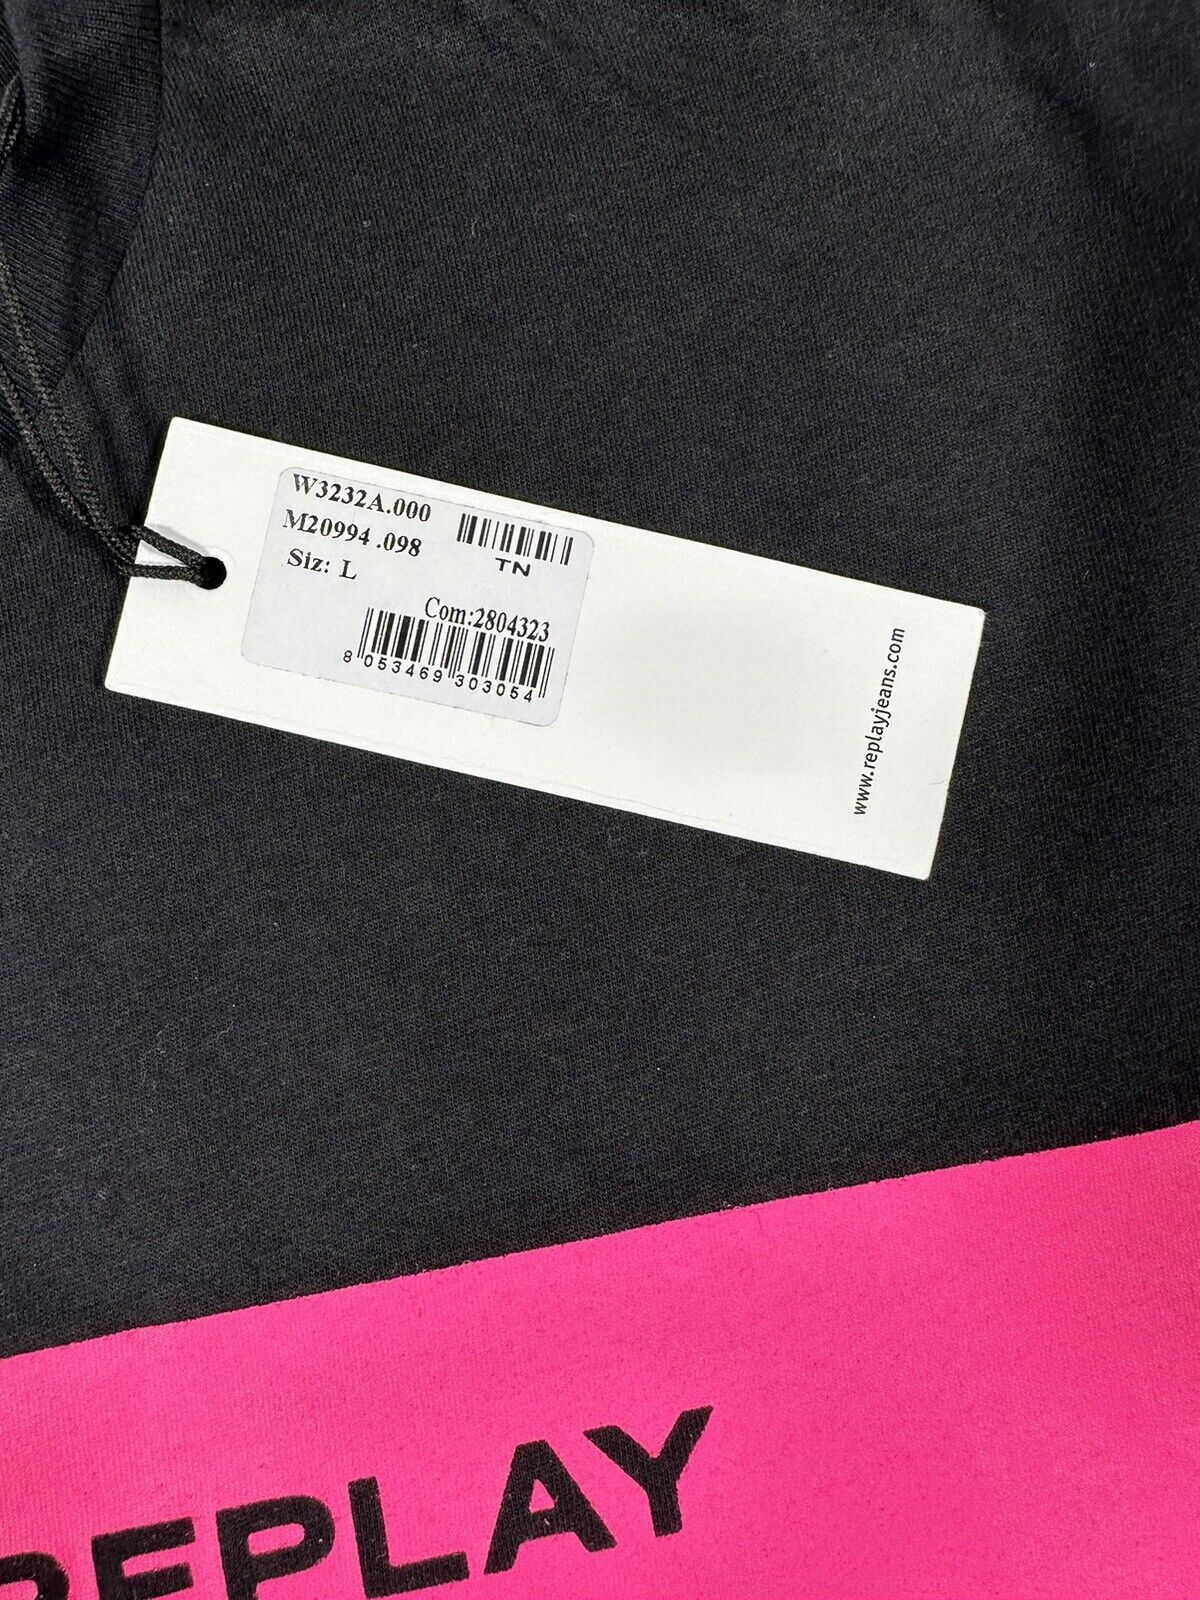 W3232A.000
M20994 .098
Siz: L
TN
Com:2804323
8 053469 303054
www.replayjeans.com
REPLAY